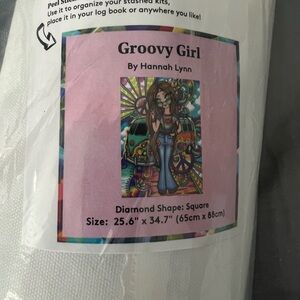 Use it to organize your stashed kits,
place it in your log book or anywhere you like!
Groovy Girl
By Hannah Lynn
Diamond Shape: Square
Size: 25.6" x 34.7" (65cm x 88cm)